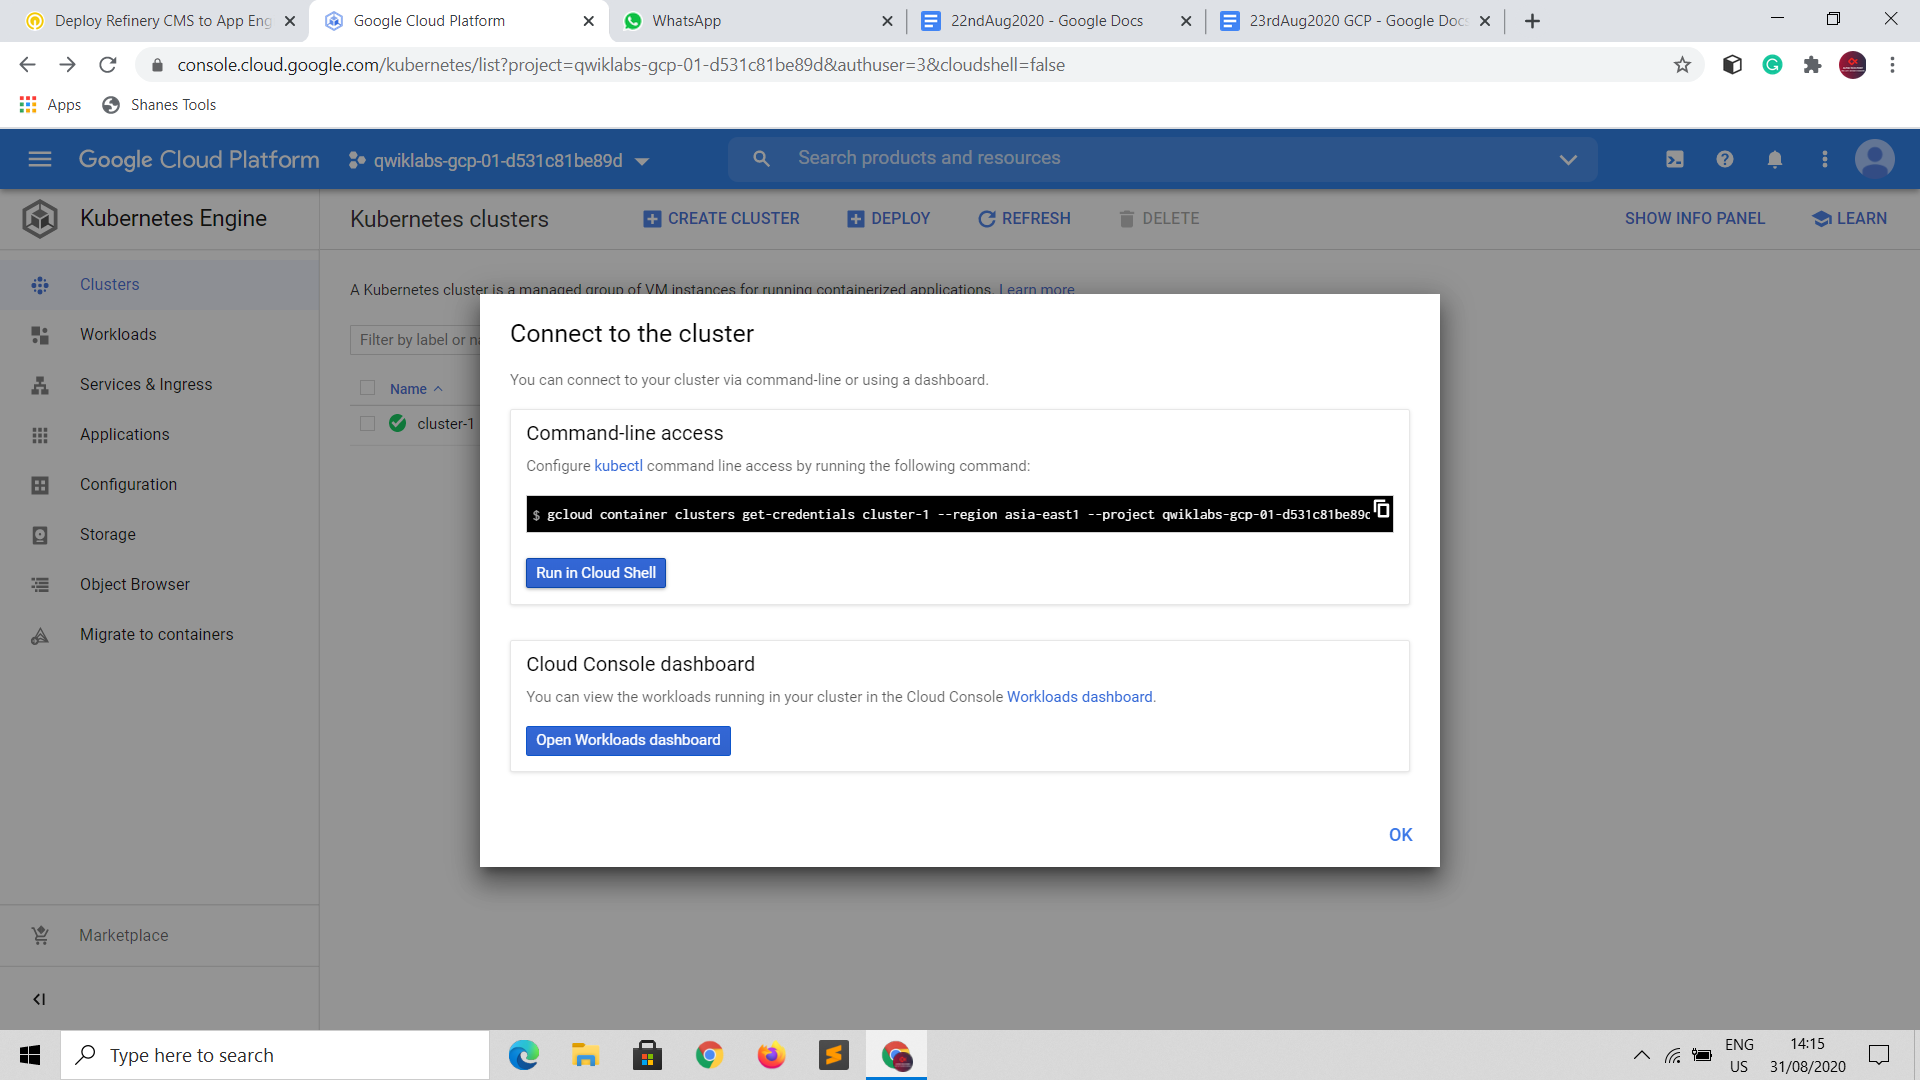 Deploy Refinery CMS to App Eng
Google Cloud Platform
WhatsApp
22ndAug2020 - Google Docs
23rdAug2020 GCP - Google Docs
console.cloud.google.com/kubernetes/list?project=qwiklabs-gcp-01-d531c81be89d&authuser=3&cloudshell=false
Apps
Shanes Tools
Google Cloud Platform
qwiklabs-gcp-01-d531c81be89d
Search products and resources
Kubernetes Engine
Kubernetes clusters
CREATE CLUSTER
DEPLOY
REFRESH
DELETE
SHOW INFO PANEL
LEARN
Clusters
Workloads
Services & Ingress
Applications
Configuration
Storage
Object Browser
Migrate to containers
Marketplace
A Kubernetes cluster is a managed group of VM instances for running containerized applications. Learn more
Filter by label or na
Name
cluster-1
Connect to the cluster
You can connect to your cluster via command-line or using a dashboard.
Command-line access
Configure kubectl command line access by running the following command:
$ gcloud container clusters get-credentials cluster-1 --region asia-east1 --project qwiklabs-gcp-01-d531c81be89d
Run in Cloud Shell
Cloud Console dashboard
You can view the workloads running in your cluster in the Cloud Console Workloads dashboard.
Open Workloads dashboard
OK
Type here to search
ENG
US
14:15
31/08/2020